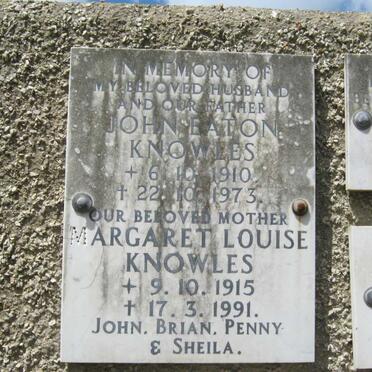 IN MEMORY OF
MY BELOVED HUSBAND
AND OUR FATHER
JOHN EATON
KNOWLES
+ 6.10.1910.
+ 22.10.1973.
OUR BELOVED MOTHER
MARGARET LOUISE
KNOWLES
+ 9.10.1915
+ 17.3.1991.
JOHN, BRIAN, PENNY
& SHEILA.